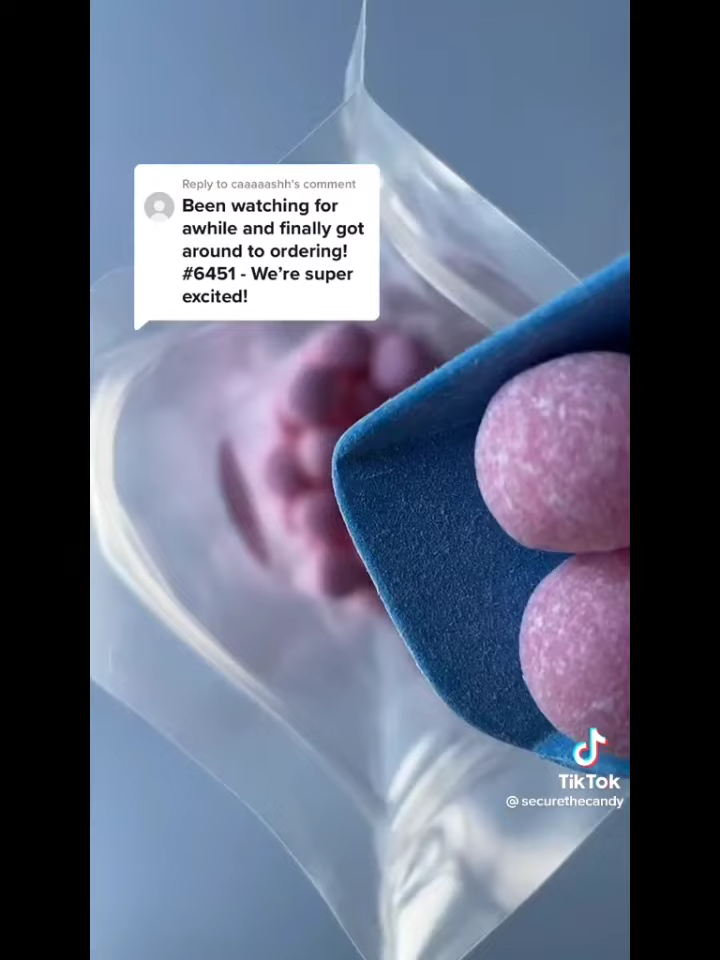 Reply to caaaaashh's comment
Been watching for
awhile and finally got
around to ordering!
#6451 - We're super
excited!
TikTok
@securethecandy